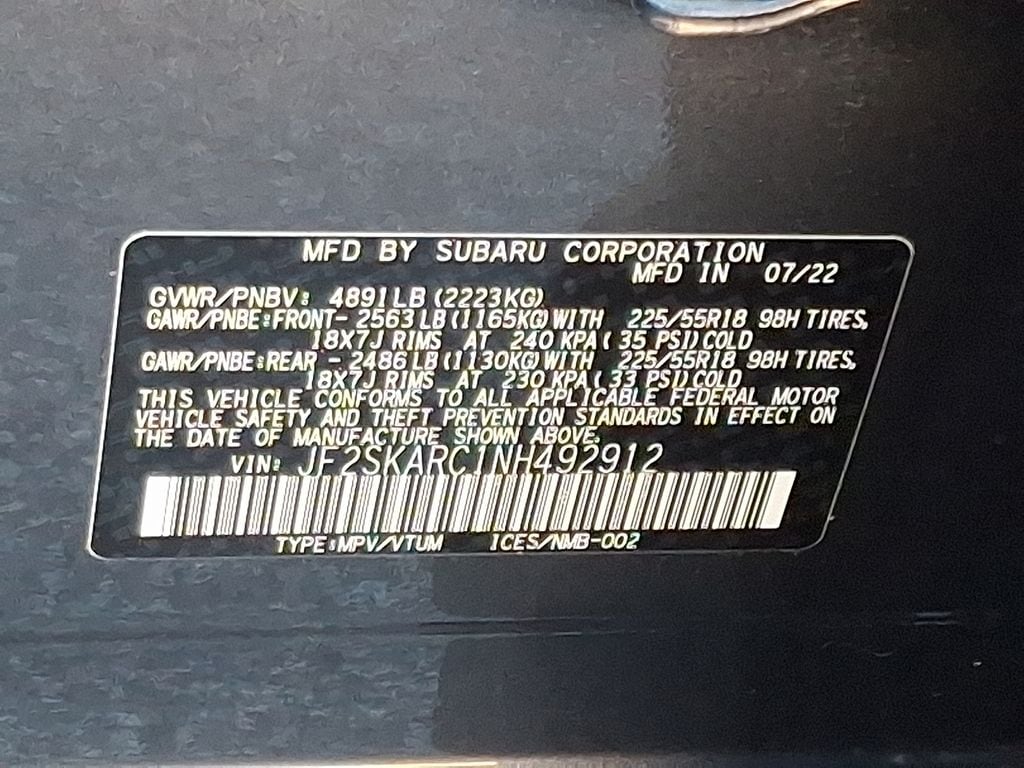 MFD BY SUBARU CORPORATION
MFD IN 07/22
GVWR/PNBV: 4891LB (2223KG)
GAWR/PNBE:FRONT- 2563LB (1165KG) WITH 225/55R18 98H TIRES,
18X7J RIMS AT 240 KPA ( 35 PSI) COLD
GAWR/PNBE:REAR - 2486LB (1130KG) WITH 225/55R18 98H TIRES,
18X7J RIMS AT 230 KPA ( 33 PSI) COLD
THIS VEHICLE CONFORMS TO ALL APPLICABLE FEDERAL MOTOR
VEHICLE SAFETY AND THEFT PREVENTION STANDARDS IN EFFECT ON
THE DATE OF MANUFACTURE SHOWN ABOVE.
VIN: JF2SKARC1NH492912
TYPE:MPV/VTUM ICES/NMB-002